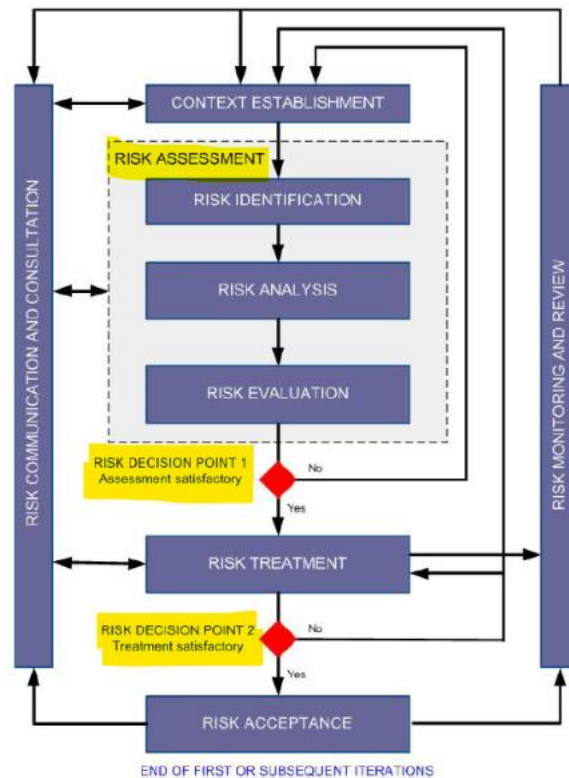 CONTEXT ESTABLISHMENT
RISK ASSESSMENT
RISK IDENTIFICATION
RISK ANALYSIS
RISK EVALUATION
RISK COMMUNICATION AND CONSULTATION
RISK MONITORING AND REVIEW
RISK DECISION POINT 1
Assessment satisfactory
No
Yes
RISK TREATMENT
RISK DECISION POINT 2
Treatment satisfactory
No
Yes
RISK ACCEPTANCE
END OF FIRST OR SUBSEQUENT ITERATIONS